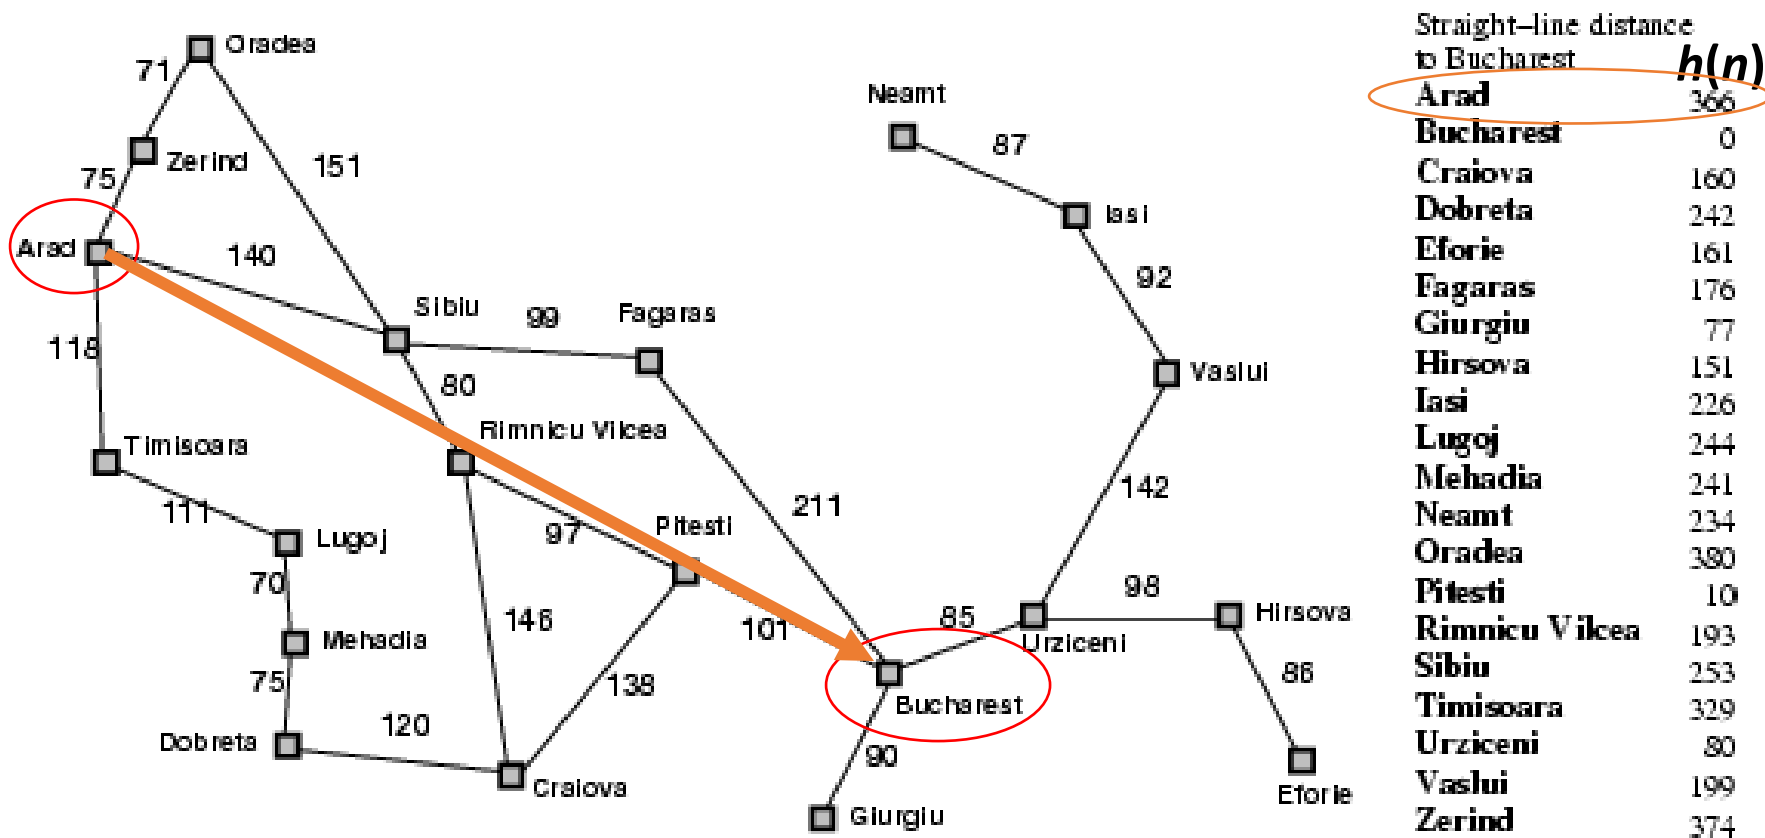 Oradea
71
Neamt
87
Zerind
151
75
Iasi
Arad
140
92
Sibiu
99
Fagaras
118
80
Vaslui
Timisoara
Rimnicu Vilcea
142
111
211
Lugoj
97
Pitesti
70
98
146
101
85
Hirsova
Mehadia
Urziceni
86
75
138
Bucharest
120
Dobreta
90
Craiova
Eforie
Giurgiu
Straight-line distance
to Bucharest h(n)
Arad 366
Bucharest 0
Craiova 160
Dobreta 242
Eforie 161
Fagaras 176
Giurgiu 77
Hirsova 151
Iasi 226
Lugoj 244
Mehadia 241
Neamt 234
Oradea 380
Pitesti 10
Rimnicu Vilcea 193
Sibiu 253
Timisoara 329
Urziceni 80
Vaslui 199
Zerind 374